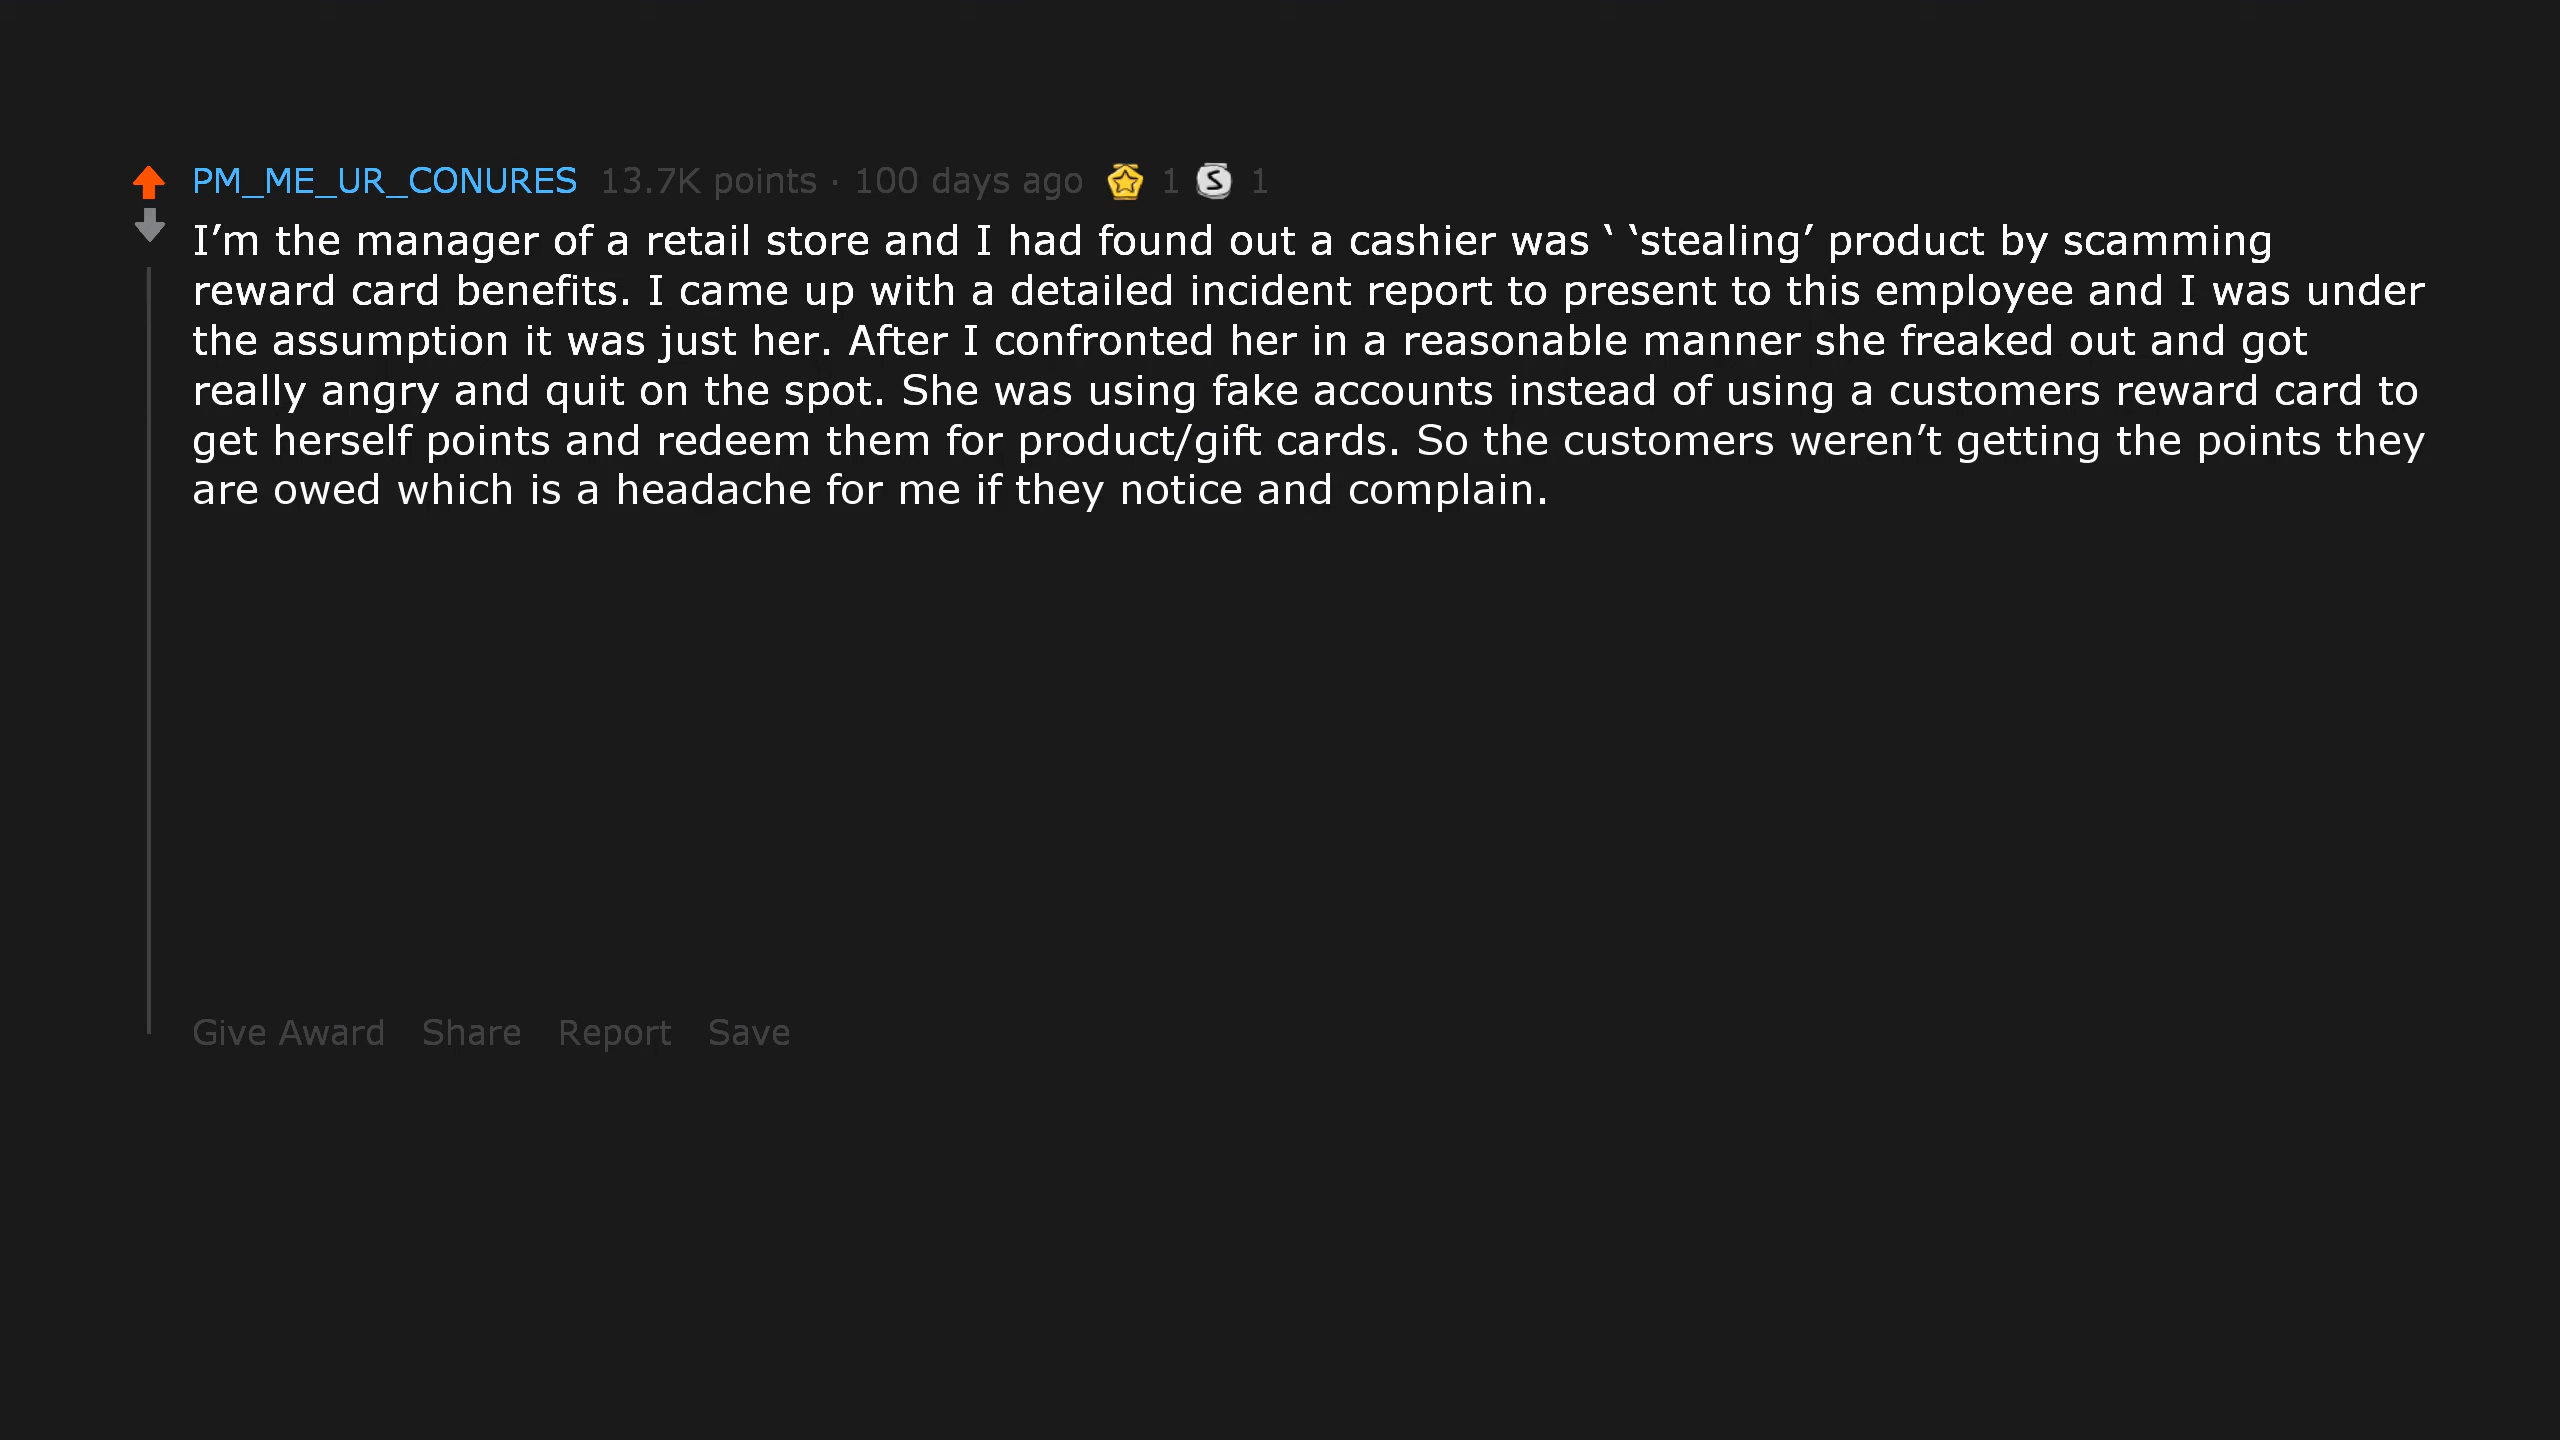 PM_ME_UR_CONURES 13.7K points · 100 days ago 1 S 1
I’m the manager of a retail store and I had found out a cashier was ‘ ‘stealing’ product by scamming
reward card benefits. I came up with a detailed incident report to present to this employee and I was under
the assumption it was just her. After I confronted her in a reasonable manner she freaked out and got
really angry and quit on the spot. She was using fake accounts instead of using a customers reward card to
get herself points and redeem them for product/gift cards. So the customers weren’t getting the points they
are owed which is a headache for me if they notice and complain.
Give Award Share Report Save